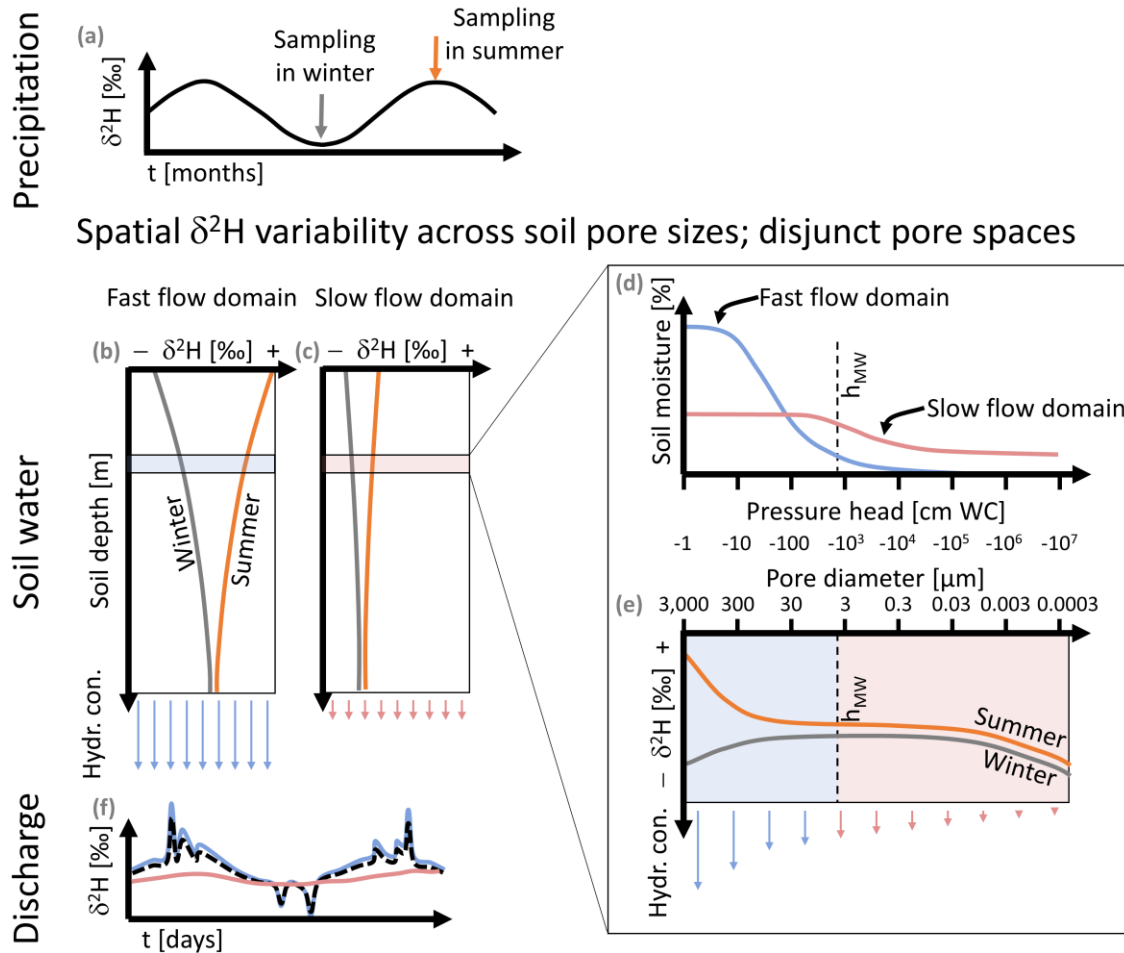 Precipitation
(a)
Sampling
in winter
Sampling
in summer
δ²H [‰]
t [months]
Spatial δ²H variability across soil pore sizes; disjunct pore spaces
Soil water
Fast flow domain
Slow flow domain
(b) − δ²H [‰] +
(c) − δ²H [‰] +
Soil depth [m]
Winter
Summer
Hydr. con.
(d)
Soil moisture [%]
Fast flow domain
h_MW
Slow flow domain
Pressure head [cm WC]
-1 -10 -100 -10³ -10⁴ -10⁵ -10⁶ -10⁷
Pore diameter [µm]
(e)
3,000 300 30 3 0.3 0.03 0.003 0.0003
− δ²H [‰] +
h_MW
Summer
Winter
Hydr. con.
Discharge
(f)
δ²H [‰]
t [days]